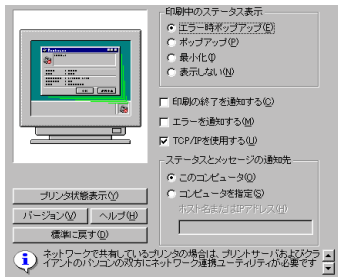 印刷中のステータス表示
エラー時ポップアップ(E)
ポップアップ(P)
最小化(I)
表示しない(N)
印刷の終了を通知する(C)
エラーを通知する(M)
TCP/IPを使用する(U)
ステータスとメッセージの通知先
このコンピュータ(O)
コンピュータを指定(S)
ホスト名またはIPアドレス(H)
プリンタ状態表示(Y)
バージョン(V)
ヘルプ(H)
標準に戻す(D)
ネットワークで共有しているプリンタの場合は、プリントサーバおよびクラ
イアントのパソコンの双方にネットワーク連携ユーティリティが必要です